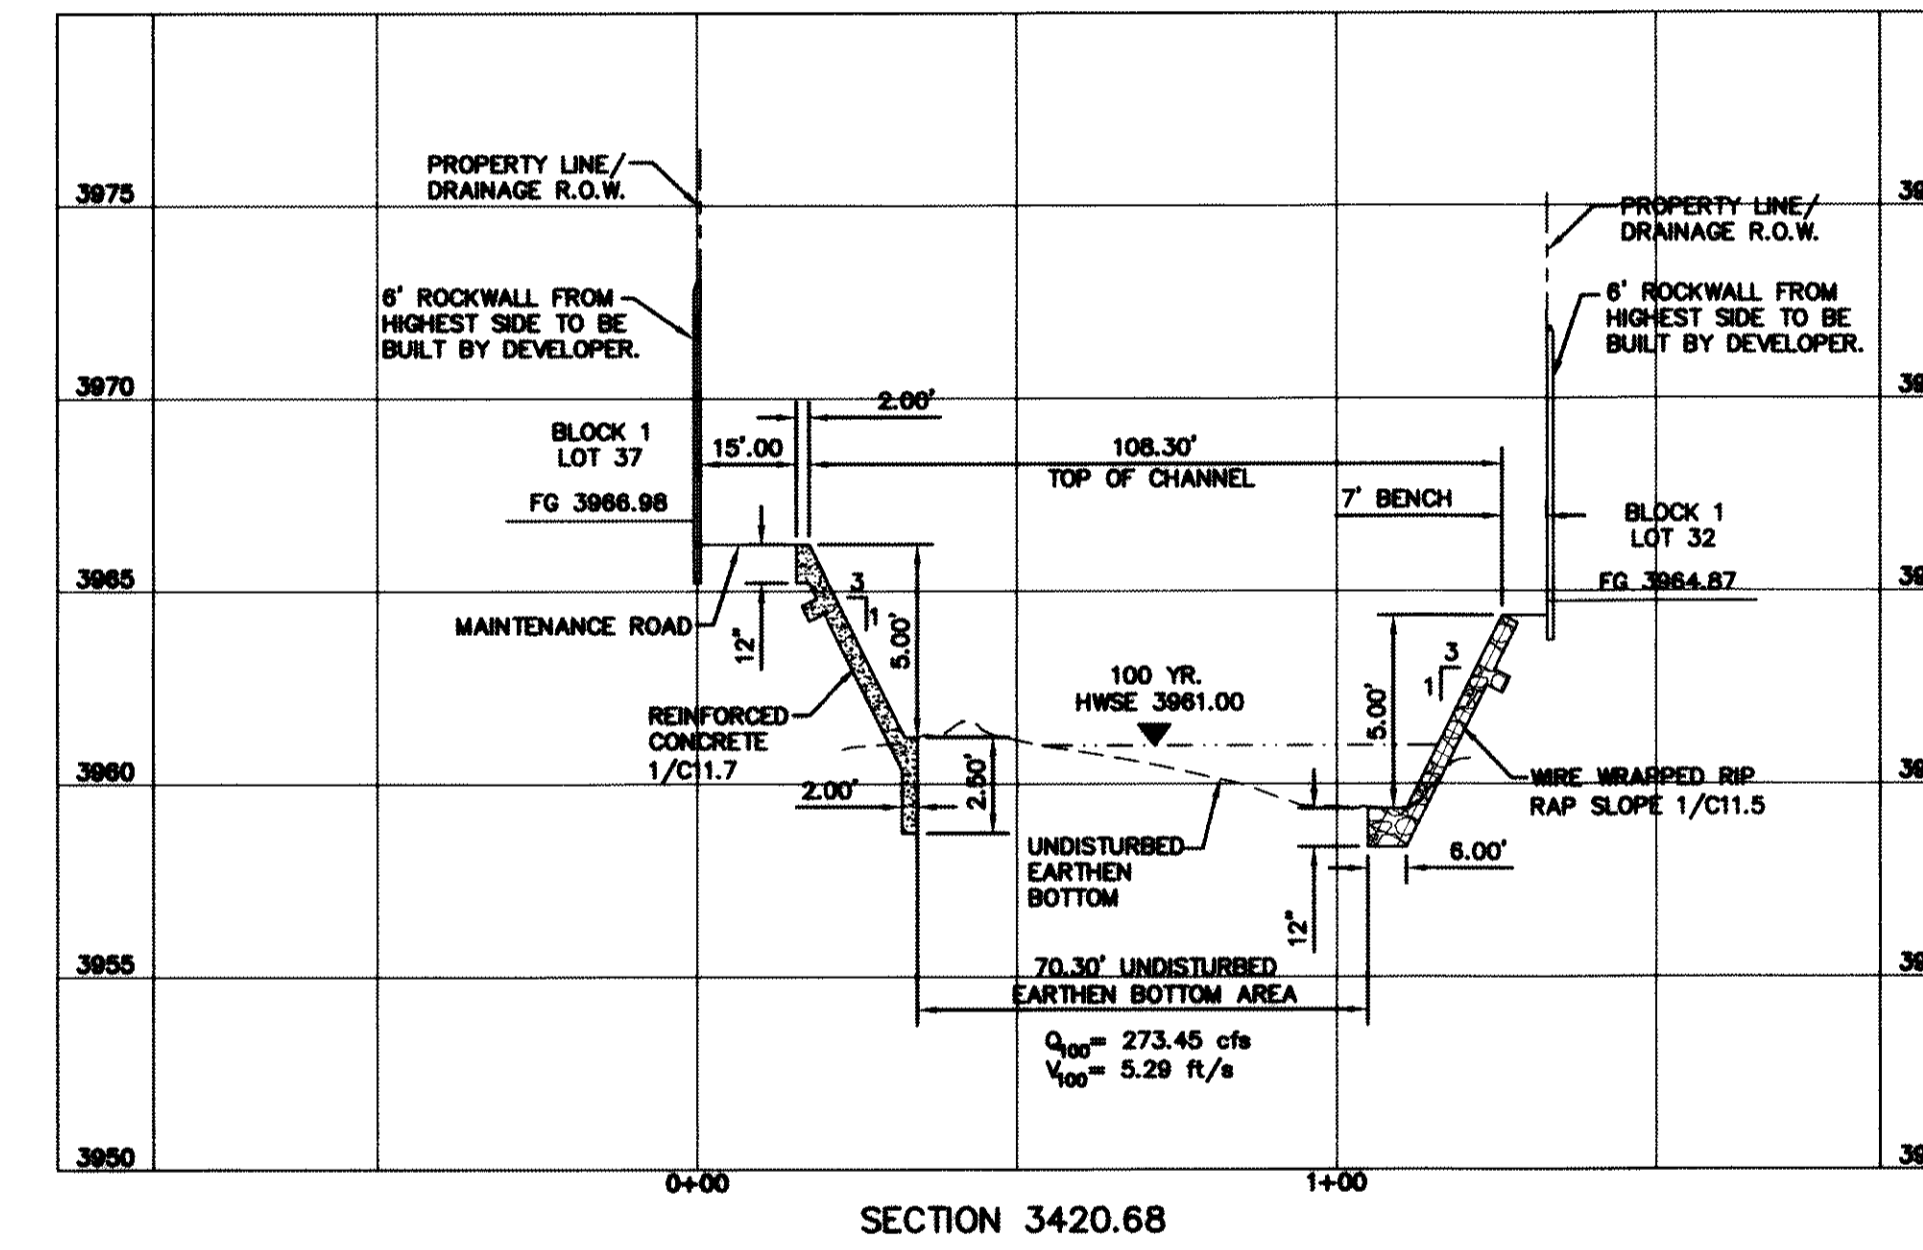 PROPERTY LINE/
DRAINAGE R.O.W.
3975
39
PROPERTY LINE/
DRAINAGE R.O.W.
6' ROCKWALL FROM
HIGHEST SIDE TO BE
BUILT BY DEVELOPER.
6' ROCKWALL FROM
HIGHEST SIDE TO BE
BUILT BY DEVELOPER.
3970
39
2.00'
BLOCK 1
LOT 37
15'.00
108.30'
TOP OF CHANNEL
FG 3966.98
7' BENCH
BLOCK 1
LOT 32
3965
39
FG 3964.87
3
1
MAINTENANCE ROAD
12"
5.00'
3
1
100 YR.
HWSE 3961.00
5.00'
REINFORCED
CONCRETE
1/C11.7
3960
39
2.00'
2.50'
WIRE WRAPPED RIP
RAP SLOPE 1/C11.5
UNDISTURBED
EARTHEN
BOTTOM
6.00'
12"
3955
39
70.30' UNDISTURBED
EARTHEN BOTTOM AREA
Q100= 273.45 cfs
V100= 5.29 ft/s
3950
39
0+00
1+00
SECTION 3420.68